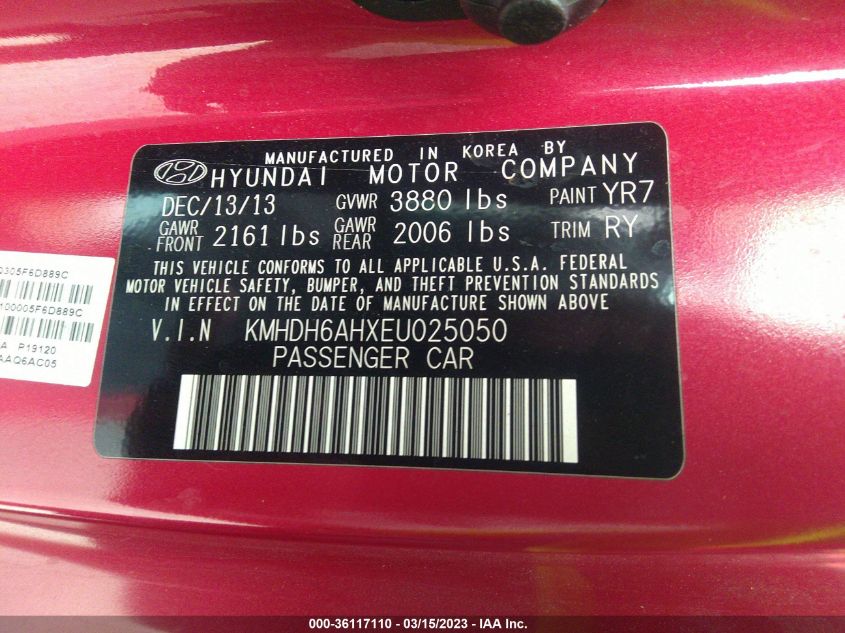 MANUFACTURED IN KOREA BY
HYUNDAI MOTOR COMPANY
DEC/13/13 GVWR 3880 lbs PAINT YR7
GAWR FRONT 2161 lbs GAWR REAR 2006 lbs TRIM RY
THIS VEHICLE CONFORMS TO ALL APPLICABLE U.S.A. FEDERAL
MOTOR VEHICLE SAFETY, BUMPER, AND THEFT PREVENTION STANDARDS
IN EFFECT ON THE DATE OF MANUFACTURE SHOWN ABOVE
V.I.N KMHDH6AHXEU025050
PASSENGER CAR
0305F6D889C
100005F6D889C
A P19120
AAQ6AC05
000-36117110 - 03/15/2023 - IAA Inc.